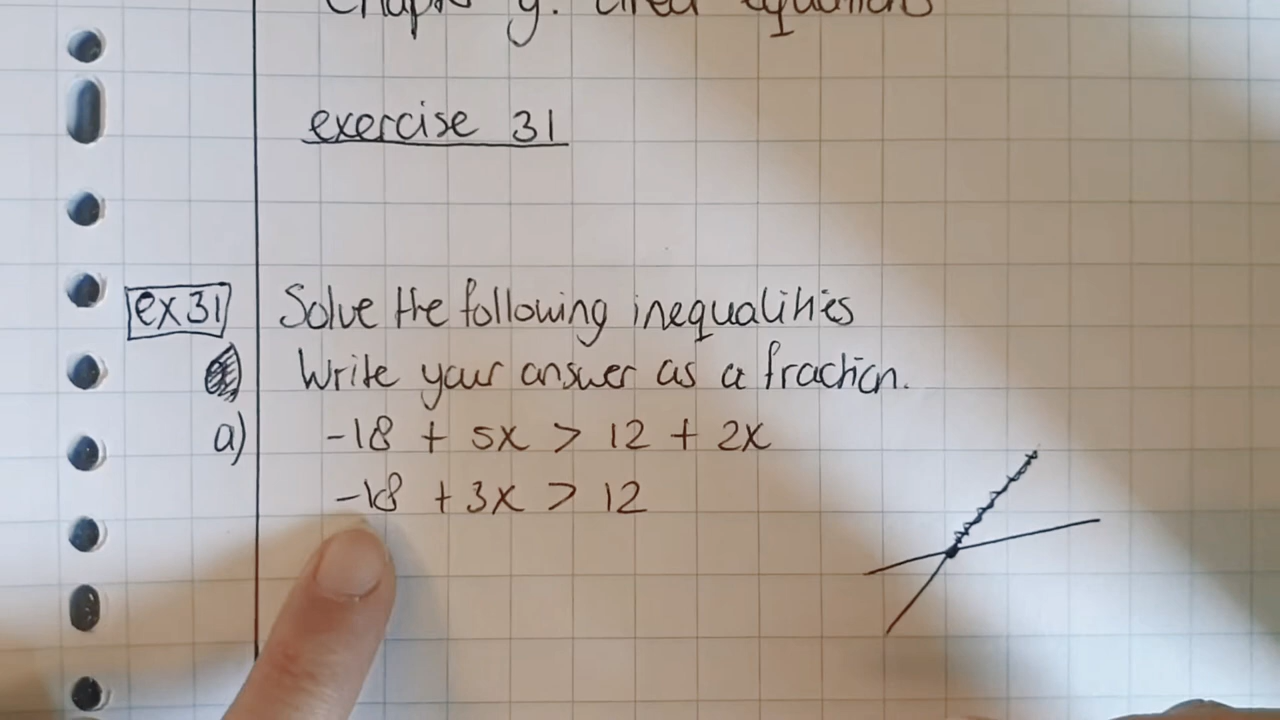 exercise 31
ex 31 Solve the following inequalities
Write your answer as a fraction.
a) -18 + 5x > 12 + 2x
-18 + 3x > 12